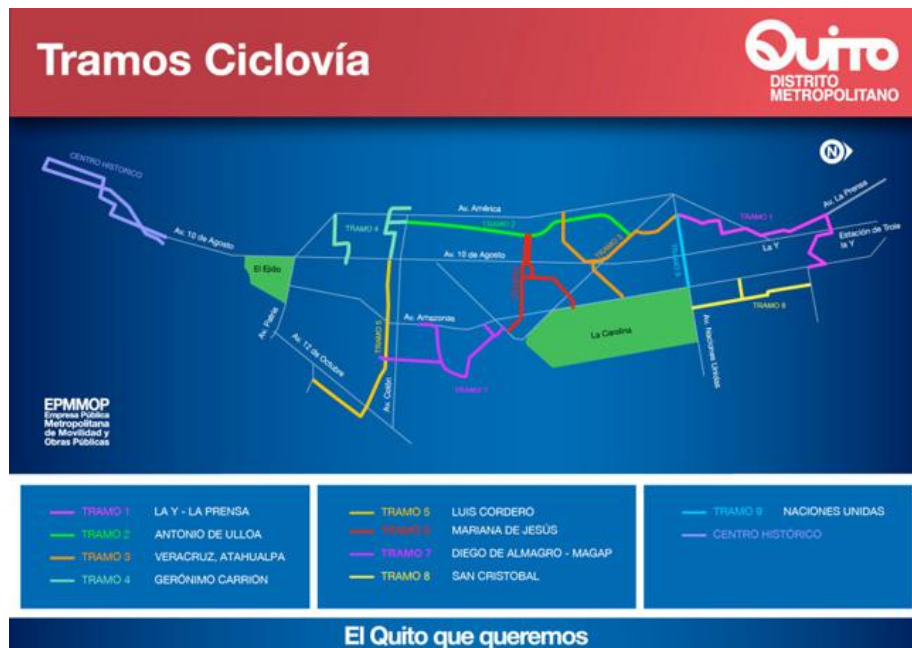 Tramos Ciclovía
QUITO
DISTRITO
METROPOLITANO
CENTRO HISTÓRICO
N
Av. América
Av. La Prensa
TRAMO 4
TRAMO 2
TRAMO 3
TRAMO 1
Estación de Trole
la Y
Av. 10 de Agosto
Av. 10 de Agosto
La Y
TRAMO 9
El Ejido
TRAMO 8
Av. Patria
Av. Amazonas
La Carolina
TRAMO 5
Av. 12 de Octubre
TRAMO 7
Av. Colón
Av. Naciones Unidas
EPMMOP
Empresa Pública
Metropolitana
de Movilidad y
Obras Públicas
TRAMO 1 LA Y - LA PRENSA
TRAMO 2 ANTONIO DE ULLOA
TRAMO 3 VERACRUZ, ATAHUALPA
TRAMO 4 GERÓNIMO CARRION
TRAMO 5 LUIS CORDERO
TRAMO 6 MARIANA DE JESÚS
TRAMO 7 DIEGO DE ALMAGRO - MAGAP
TRAMO 8 SAN CRISTOBAL
TRAMO 9 NACIONES UNIDAS
CENTRO HISTÓRICO
El Quito que queremos